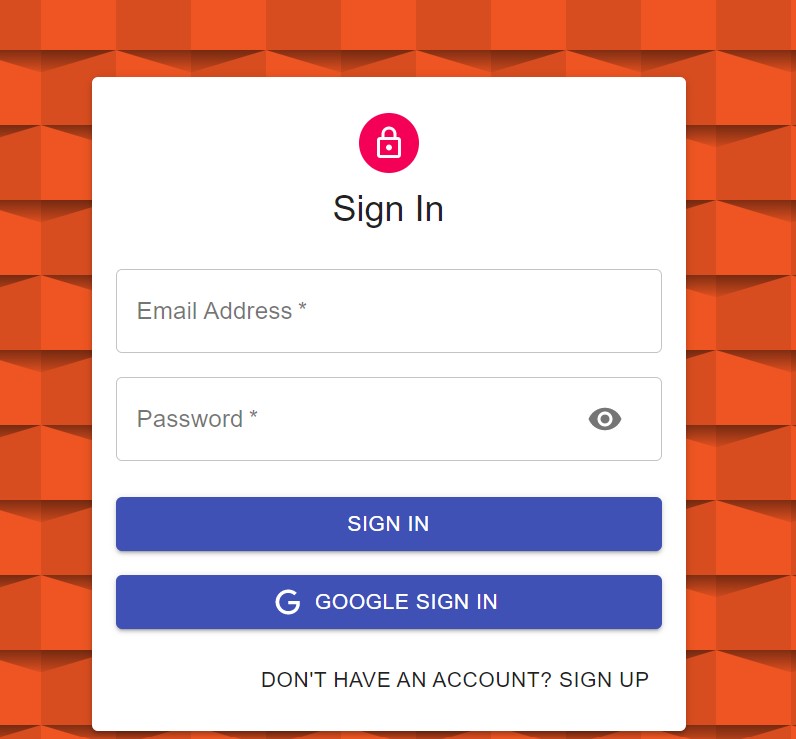 Sign In
Email Address *
Password *
SIGN IN
GOOGLE SIGN IN
DON'T HAVE AN ACCOUNT? SIGN UP